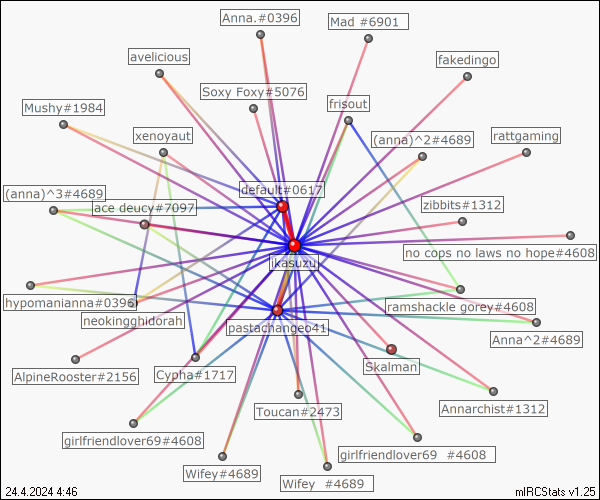 Anna.#0396
Mad #6901
avelicious
fakedingo
Soxy Foxy#5076
Mushy#1984
frisout
xenoyaut
(anna)^2#4689
rattgaming
default#0617
(anna)^3#4689
ace deucy#7097
zibbits#1312
no cops no laws no hope#4608
ikasuzu
hypomanianna#0396
ramshackle gorey#4608
neokingghidorah
pastachangeo41
Anna^2#4689
Skalman
AlpineRooster#2156
Cypha#1717
Toucan#2473
Annarchist#1312
girlfriendlover69#4608
girlfriendlover69 #4608
Wifey#4689
Wifey #4689
24.4.2024 4:46
mIRCStats v1.25